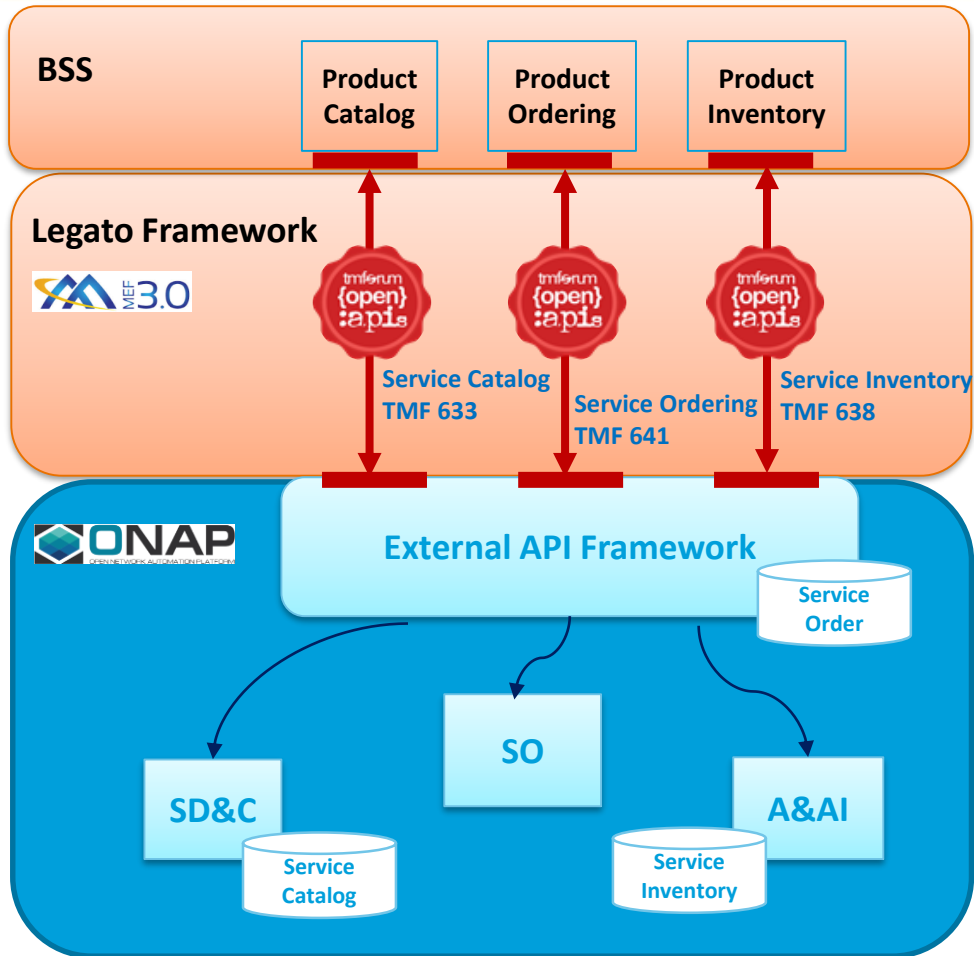 BSS
Product
Catalog
Product
Ordering
Product
Inventory
Legato Framework
MEF 3.0
tmforum
{open}
:apis
tmforum
{open}
:apis
tmforum
{open}
:apis
Service Catalog
TMF 633
Service Ordering
TMF 641
Service Inventory
TMF 638
ONAP
OPEN NETWORK AUTOMATION PLATFORM
External API Framework
Service
Order
SO
SD&C
A&AI
Service
Catalog
Service
Inventory